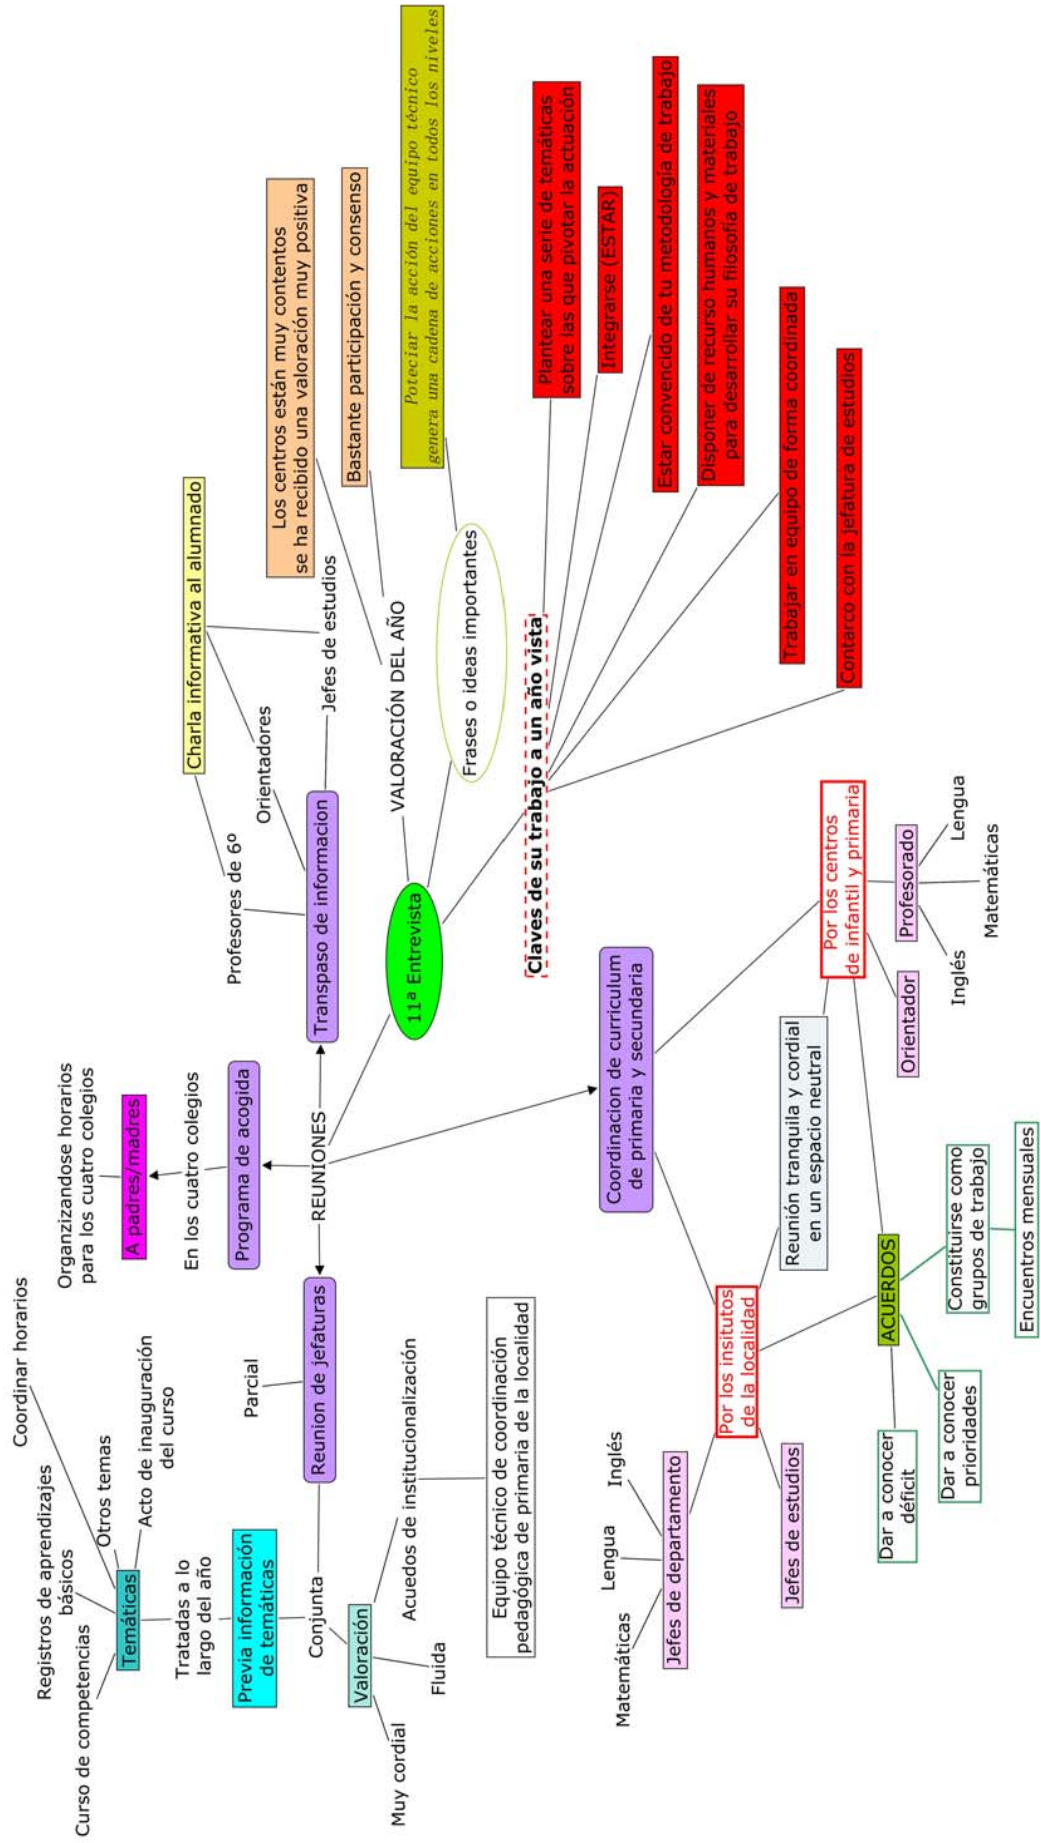 Coordinar horarios
Registros de aprendizajes
básicos
Otros temas
Curso de competencias
Acto de inauguración
del curso
Temáticas
Tratadas a lo
largo del año
Previa información
de temáticas
Conjunta
Parcial
Reunion de jefaturas
Valoración
Muy cordial
Fluida
Acuedos de institucionalización
Equipo técnico de coordinación
pedagógica de primaria de la localidad
Organzizandose horarios
para los cuatro colegios
A padres/madres
En los cuatro colegios
Programa de acogida
REUNIONES
Charla informativa al alumnado
Profesores de 6º
Orientadores
Jefes de estudios
Transpaso de informacion
11ª Entrevista
Los centros están muy contentos
se ha recibido una valoración muy positiva
Bastante participación y consenso
VALORACIÓN DEL AÑO
Poteciar la acción del equipo técnico
genera una cadena de acciones en todos los niveles
Frases o ideas importantes
Claves de su trabajo a un año vista
Plantear una serie de temáticas
sobre las que pivotar la actuación
Integrarse (ESTAR)
Estar convencido de tu metodología de trabajo
Disponer de recurso humanos y materiales
para desarrollar su filosofía de trabajo
Trabajar en equipo de forma coordinada
Contarco con la jefatura de estudios
Coordinacion de curriculum
de primaria y secundaria
Por los insitutos
de la localidad
Matemáticas
Lengua
Inglés
Jefes de departamento
Jefes de estudios
Reunión tranquila y cordial
en un espacio neutral
Por los centros
de infantil y primaria
Orientador
Profesorado
Inglés
Matemáticas
Lengua
ACUERDOS
Dar a conocer
déficit
Dar a conocer
prioridades
Constituirse como
grupos de trabajo
Encuentros mensuales